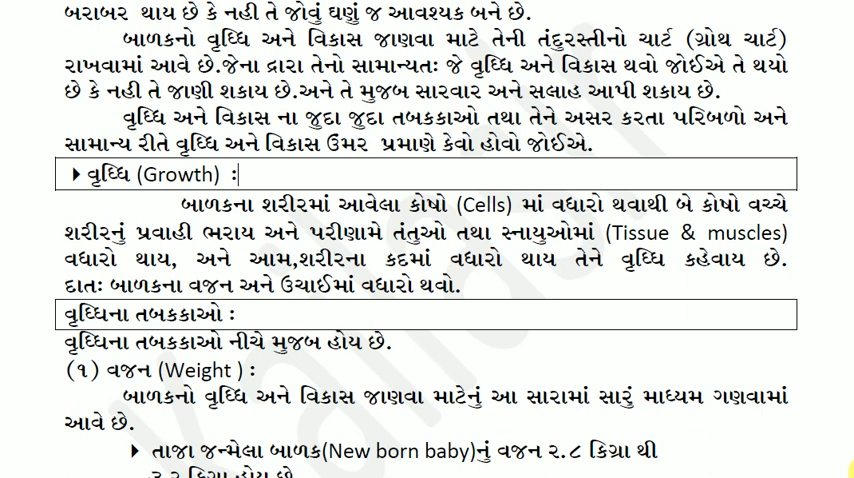 બરાબર થાય છે કે નહી તે જોવું ઘણું જ આવશ્યક બને છે.
બાળકનો વૃધ્ધિ અને વિકાસ જાણવા માટે તેની તંદુરસ્તીનો ચાર્ટ (ગ્રોથ ચાર્ટ)
રાખવામાં આવે છે.જેના દ્રારા તેનો સામાન્યતઃ જે વૃધ્ધિ અને વિકાસ થવો જોઈએ તે થયો
છે કે નહી તે જાણી શકાય છે.અને તે મુજબ સારવાર અને સલાહ આપી શકાય છે.
વૃધ્ધિ અને વિકાસ ના જુદા જુદા તબકકાઓ તથા તેને અસર કરતા પરિબળો અને
સામાન્ય રીતે વૃધ્ધિ અને વિકાસ ઉંમર પ્રમાણે કેવો હોવો જોઈએ.
વૃધ્ધિ (Growth) :
બાળકના શરીરમાં આવેલા કોષો (Cells) માં વધારો થવાથી બે કોષો વચ્ચે
શરીરનું પ્રવાહી ભરાય અને પરીણામે તંતુઓ તથા સ્નાયુઓમાં (Tissue & muscles)
વધારો થાય, અને આમ,શરીરના કદમાં વધારો થાય તેને વૃધ્ધિ કહેવાય છે.
દાતઃ બાળકના વજન અને ઉંચાઈમાં વધારો થવો.
વૃધ્ધિના તબકકાઓ :
વૃધ્ધિના તબકકાઓ નીચે મુજબ હોય છે.
(૧) વજન (Weight ) :
બાળકનો વૃધ્ધિ અને વિકાસ જાણવા માટેનું આ સારામાં સારું માધ્યમ ગણવામાં
આવે છે.
તાજા જન્મેલા બાળક(New born baby)નું વજન ૨.૮ કિગ્રા થી
૩.૨ કિગ્રા હોય છે
Kailasir